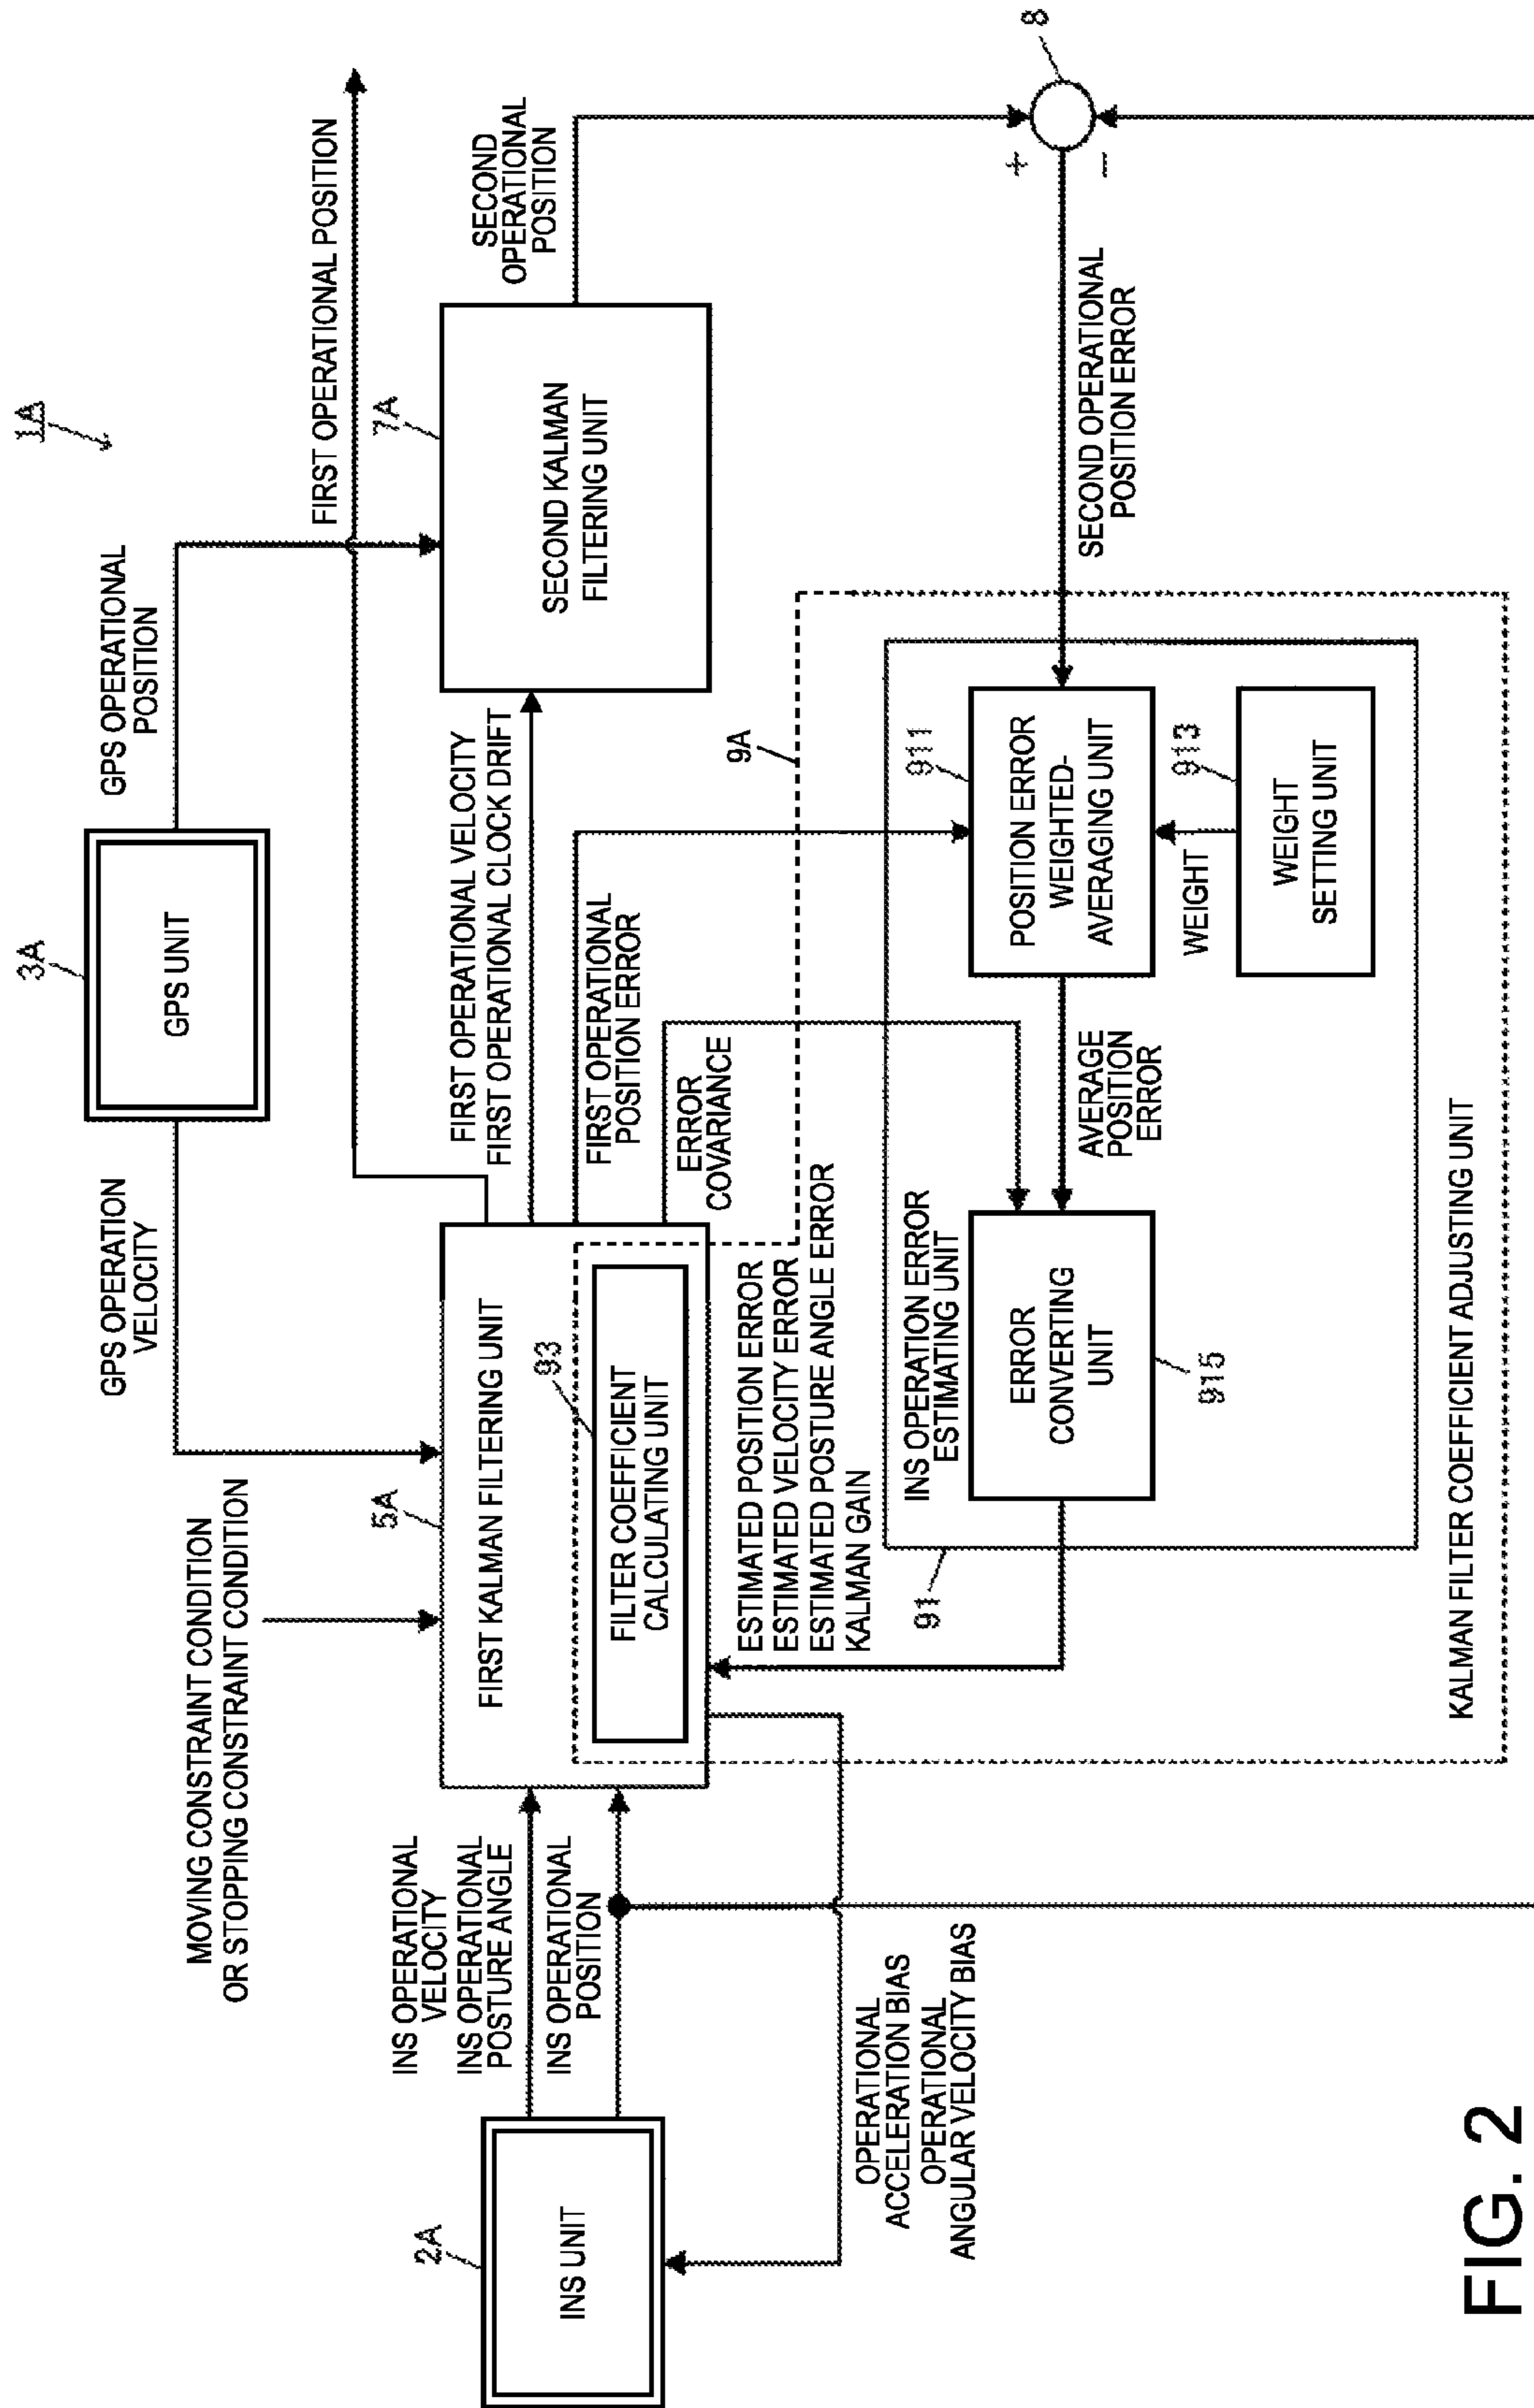 1A
3A
GPS UNIT
GPS OPERATION
VELOCITY
GPS OPERATIONAL
POSITION
FIRST OPERATIONAL POSITION
MOVING CONSTRAINT CONDITION
OR STOPPING CONSTRAINT CONDITION
2A
INS UNIT
INS OPERATIONAL
VELOCITY
INS OPERATIONAL
POSTURE ANGLE
INS OPERATIONAL
POSITION
5A
FIRST KALMAN FILTERING UNIT
93
FILTER COEFFICIENT
CALCULATING UNIT
FIRST OPERATIONAL VELOCITY
FIRST OPERATIONAL CLOCK DRIFT
FIRST OPERATIONAL
POSITION ERROR
ERROR
COVARIANCE
7A
SECOND KALMAN
FILTERING UNIT
SECOND
OPERATIONAL
POSITION
8
+
−
SECOND OPERATIONAL
POSITION ERROR
OPERATIONAL
ACCELERATION BIAS
OPERATIONAL
ANGULAR VELOCITY BIAS
ESTIMATED POSITION ERROR
ESTIMATED VELOCITY ERROR
ESTIMATED POSTURE ANGLE ERROR
KALMAN GAIN
9A
91
INS OPERATION ERROR
ESTIMATING UNIT
ERROR
CONVERTING
UNIT
915
AVERAGE
POSITION
ERROR
911
POSITION ERROR
WEIGHTED-
AVERAGING UNIT
WEIGHT
913
WEIGHT
SETTING UNIT
KALMAN FILTER COEFFICIENT ADJUSTING UNIT
FIG. 2